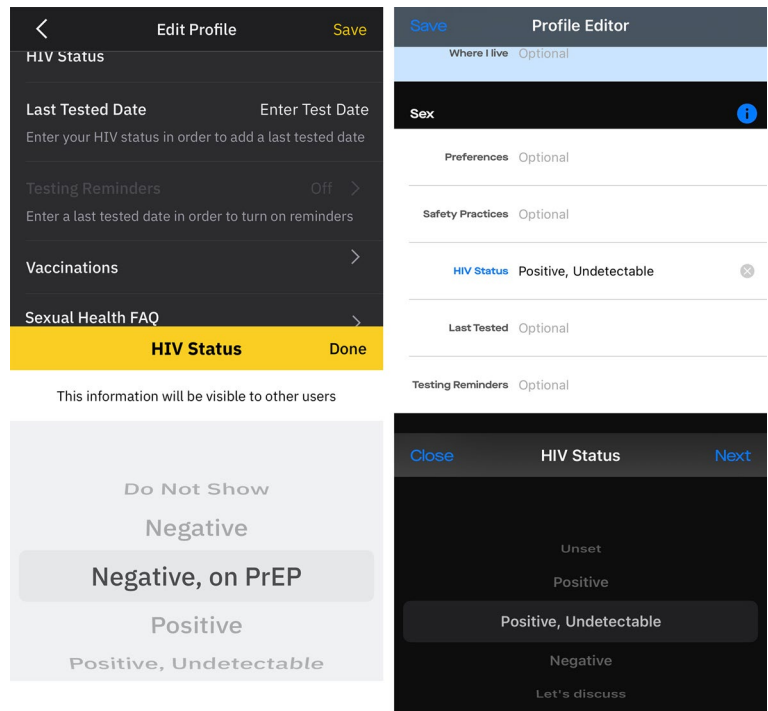 Edit Profile
Save
HIV Status
Last Tested Date
Enter Test Date
Enter your HIV status in order to add a last tested date
Testing Reminders
Off
Enter a last tested date in order to turn on reminders
Vaccinations
Sexual Health FAQ
HIV Status
Done
This information will be visible to other users
Do Not Show
Negative
Negative, on PrEP
Positive
Positive, Undetectable
Save
Profile Editor
Where I live
Optional
Sex
Preferences
Optional
Safety Practices
Optional
HIV Status
Positive, Undetectable
Last Tested
Optional
Testing Reminders
Optional
Close
HIV Status
Next
Unset
Positive
Positive, Undetectable
Negative
Let's discuss